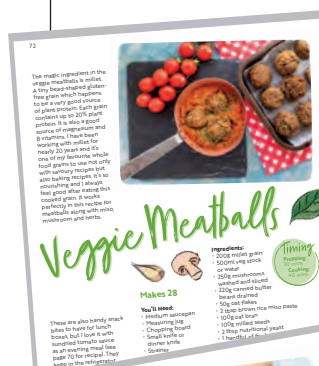 72
The magic ingredient in the
veggie meatballs is millet.
A tiny bead-shaped gluten-
free grain which happens
to be a very good source
of plant protein. Each grain
contains up to 20% plant
protein. It is also a good
source of magnesium and
B vitamins. I have been
working with millet for
nearly 20 years and it's
one of my favourite whole
food grains to use not only
with savoury recipes but
also baking recipes. It's so
nourishing and I always
feel good after eating this
cooked grain. It works
perfectly in this recipe for
meatballs along with miso,
mushroom and herbs.
Veggie Meatballs
Makes 28
These are also handy snack
bites to have for lunch
boxes, but I love it with
sundried tomato sauce
as an evening meal (see
page 70 for recipe). They
keep in the refrigerator
You'll Need:
• Medium saucepan
• Measuring jug
• Chopping board
• Small knife or
dinner knife
• Strainer
Ingredients:
• 200g millet grain
• 500ml veg stock
or water
• 250g mushrooms
washed and sliced
• 220g canned butter
beans drained
• 50g oat flakes
• 2 tbsp brown rice miso paste
• 100g oat bran
• 100g milled seeds
• 2 tbsp nutritional yeast
• 1 handful of
Timing
Prepping:
Cooking: